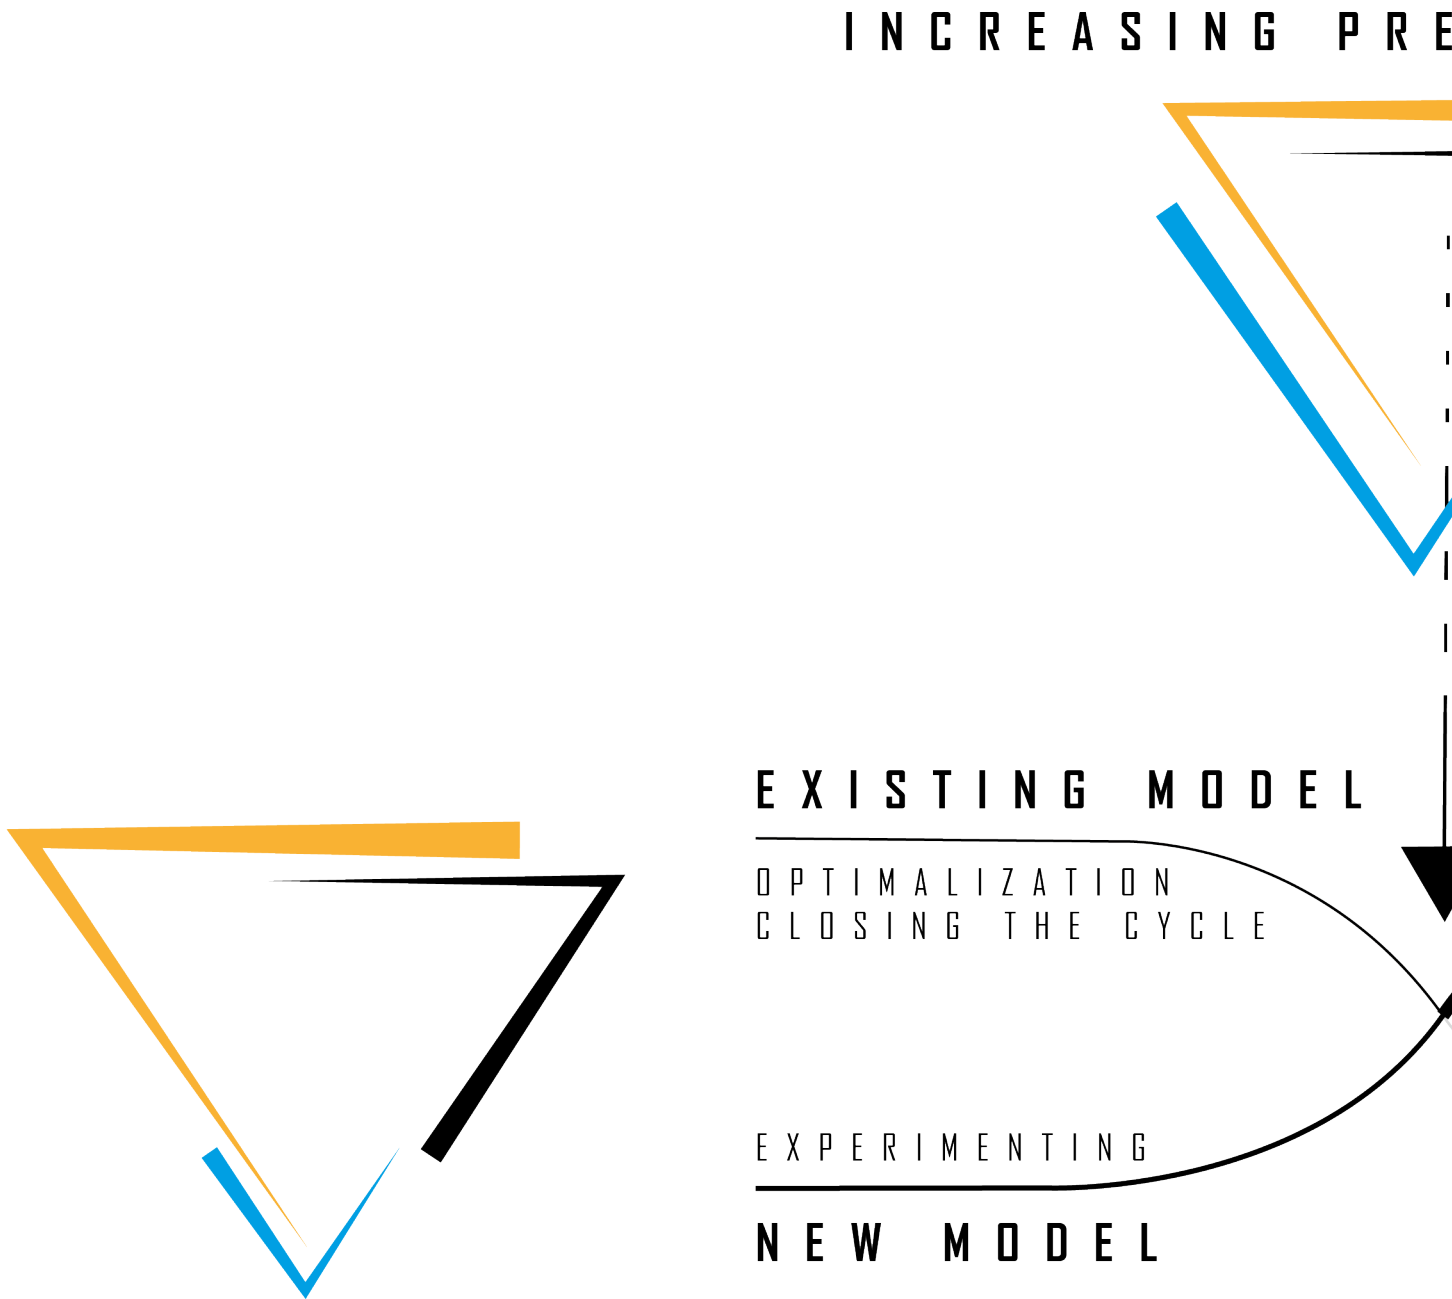 INCREASING PRE
EXISTING MODEL
OPTIMALIZATION
CLOSING THE CYCLE
EXPERIMENTING
NEW MODEL